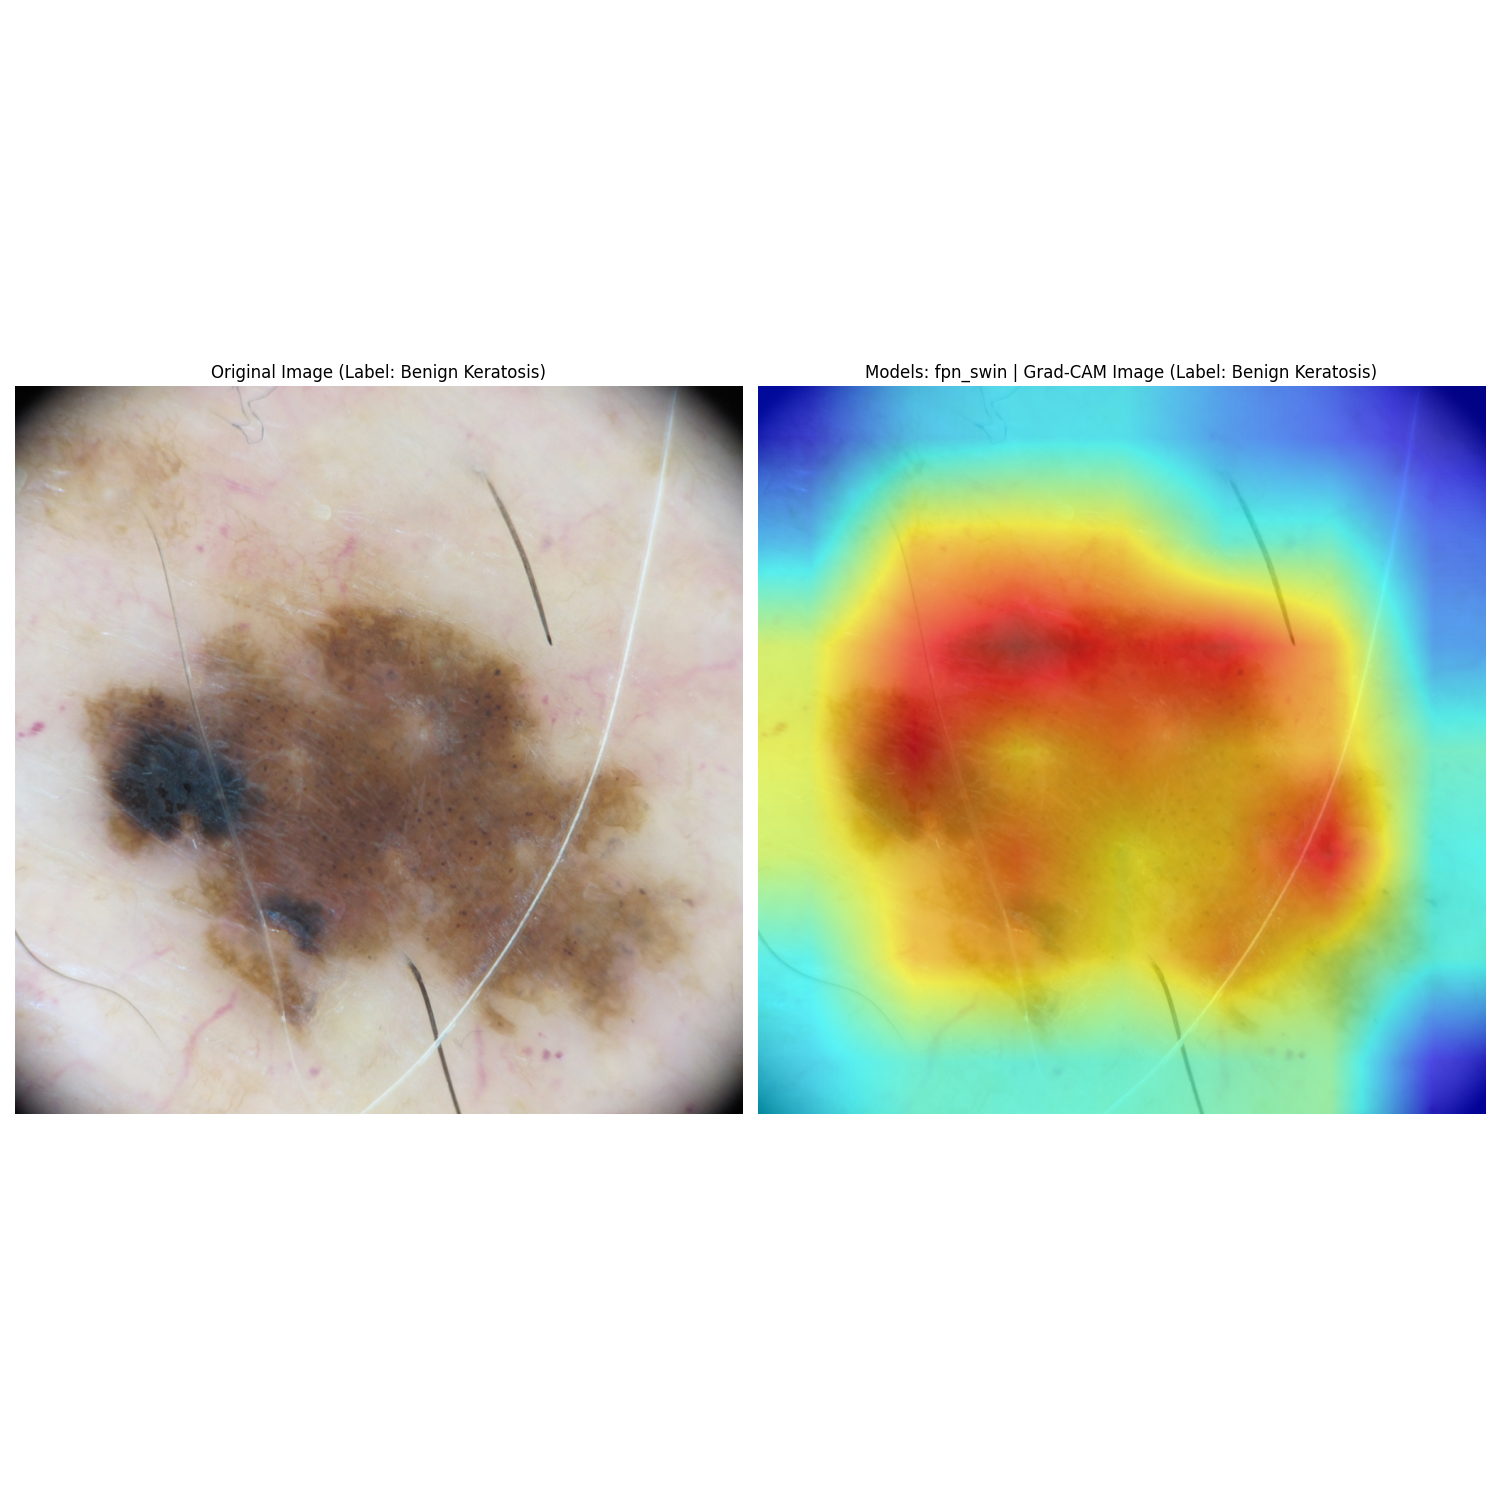 Original Image (Label: Benign Keratosis)
Models: fpn_swin | Grad-CAM Image (Label: Benign Keratosis)